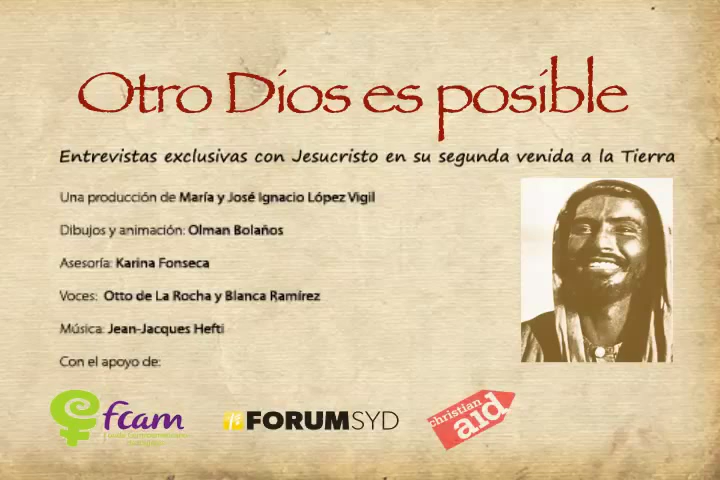 Otro Dios es posible
Entrevistas exclusivas con Jesucristo en su segunda venida a la Tierra
Una producción de María y José Ignacio López Vigil
Dibujos y animación: Olman Bolaños
Asesoría: Karina Fonseca
Voces: Otto de La Rocha y Blanca Ramírez
Música: Jean-Jacques Hefti
Con el apoyo de:
fcam
FORUMSYD
christian
aid